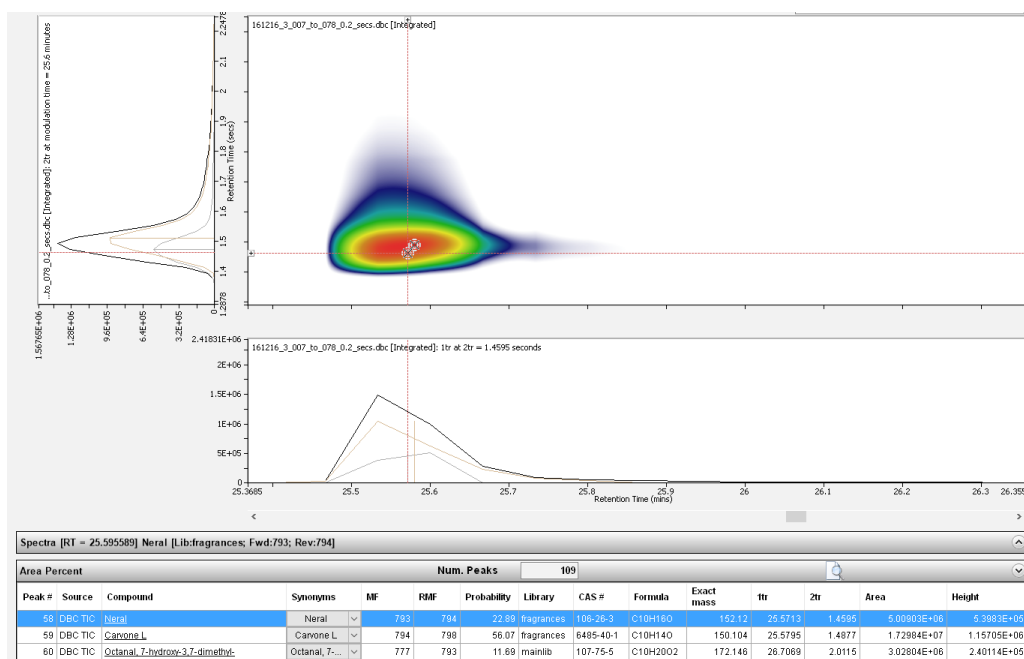 161216_3_007_to_078_0.2_secs.dbc [Integrated]
...to_078_0.2_secs.dbc [Integrated]: 2tr at modulation time = 25.6 minutes
2.2478
2.1
2
1.9
1.8
1.7
1.6
1.5
1.4
1.2878
Retention Time (secs)
1.56765E+06
1.28E+06
9.6E+05
6.4E+05
3.2E+05
0
161216_3_007_to_078_0.2_secs.dbc [Integrated]: 1tr at 2tr = 1.4595 seconds
2.41831E+06
2E+06
1.5E+06
1E+06
5E+05
0
25.3685 25.5 25.6 25.7 25.8 25.9 26 26.1 26.2 26.3 26.355
Retention Time (mins)
Spectra [RT = 25.595589] Neral [Lib:fragrances; Fwd:793; Rev:794]
Area Percent Num. Peaks 109
Peak # Source Compound Synonyms MF RMF Probability Library CAS # Formula Exact mass 1tr 2tr Area Height
58 DBC TIC Neral Neral 793 794 22.89 fragrances 106-26-3 C10H16O 152.12 25.5713 1.4595 5.00903E+06 5.3983E+05
59 DBC TIC Carvone L Carvone L 794 798 56.07 fragrances 6485-40-1 C10H14O 150.104 25.5795 1.4877 1.72984E+07 1.15705E+06
60 DBC TIC Octanal, 7-hydroxy-3,7-dimethyl- Octanal, 7-... 777 793 11.69 mainlib 107-75-5 C10H20O2 172.146 26.7069 2.0115 3.02804E+06 2.40114E+05